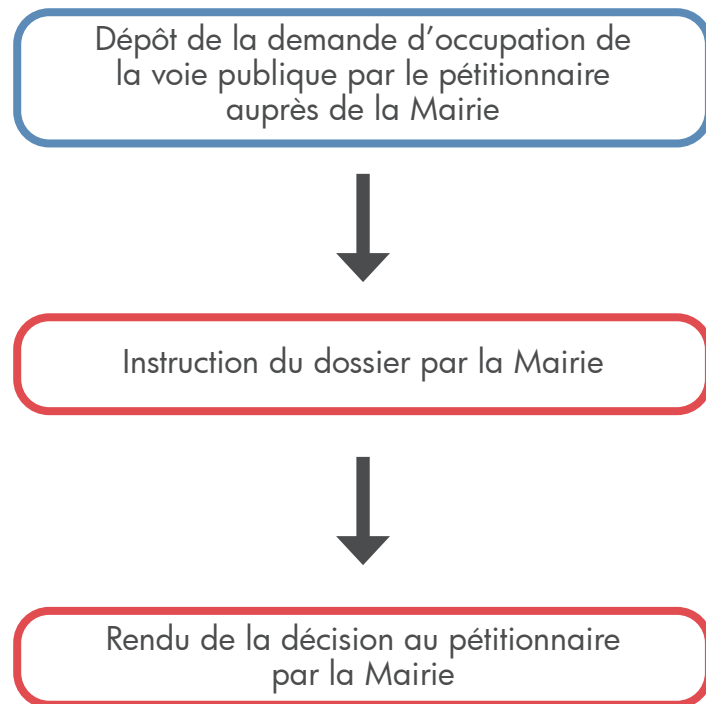 Dépôt de la demande d’occupation de
la voie publique par le pétitionnaire
auprès de la Mairie
Instruction du dossier par la Mairie
Rendu de la décision au pétitionnaire
par la Mairie